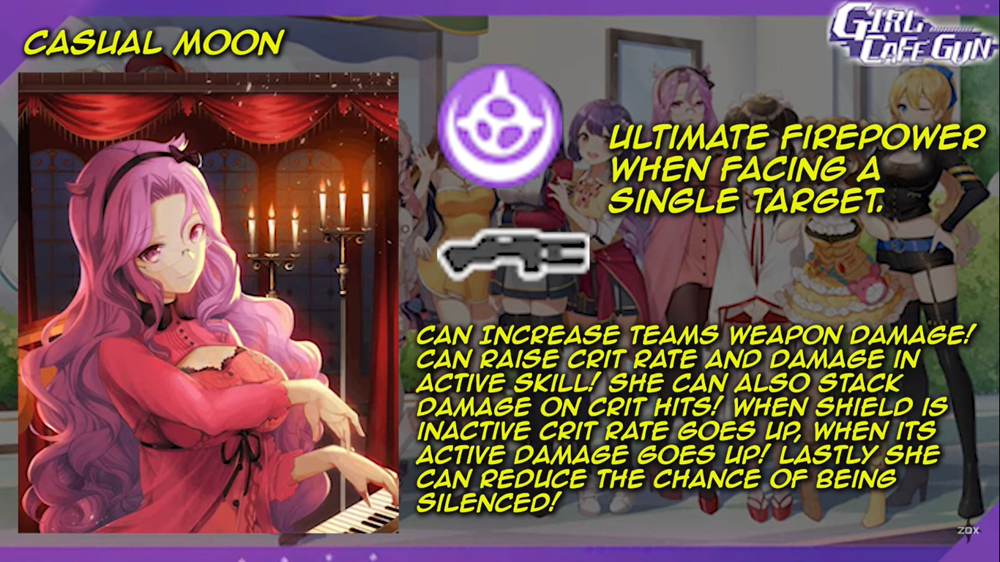 CASUAL MOON
GIRL
CAFE GUN
ULTIMATE FIREPOWER
WHEN FACING A
SINGLE TARGET.
CAN INCREASE TEAMS WEAPON DAMAGE!
CAN RAISE CRIT RATE AND DAMAGE IN
ACTIVE SKILL! SHE CAN ALSO STACK
DAMAGE ON CRIT HITS! WHEN SHIELD IS
INACTIVE CRIT RATE GOES UP, WHEN ITS
ACTIVE DAMAGE GOES UP! LASTLY SHE
CAN REDUCE THE CHANCE OF BEING
SILENCED!
ZOX